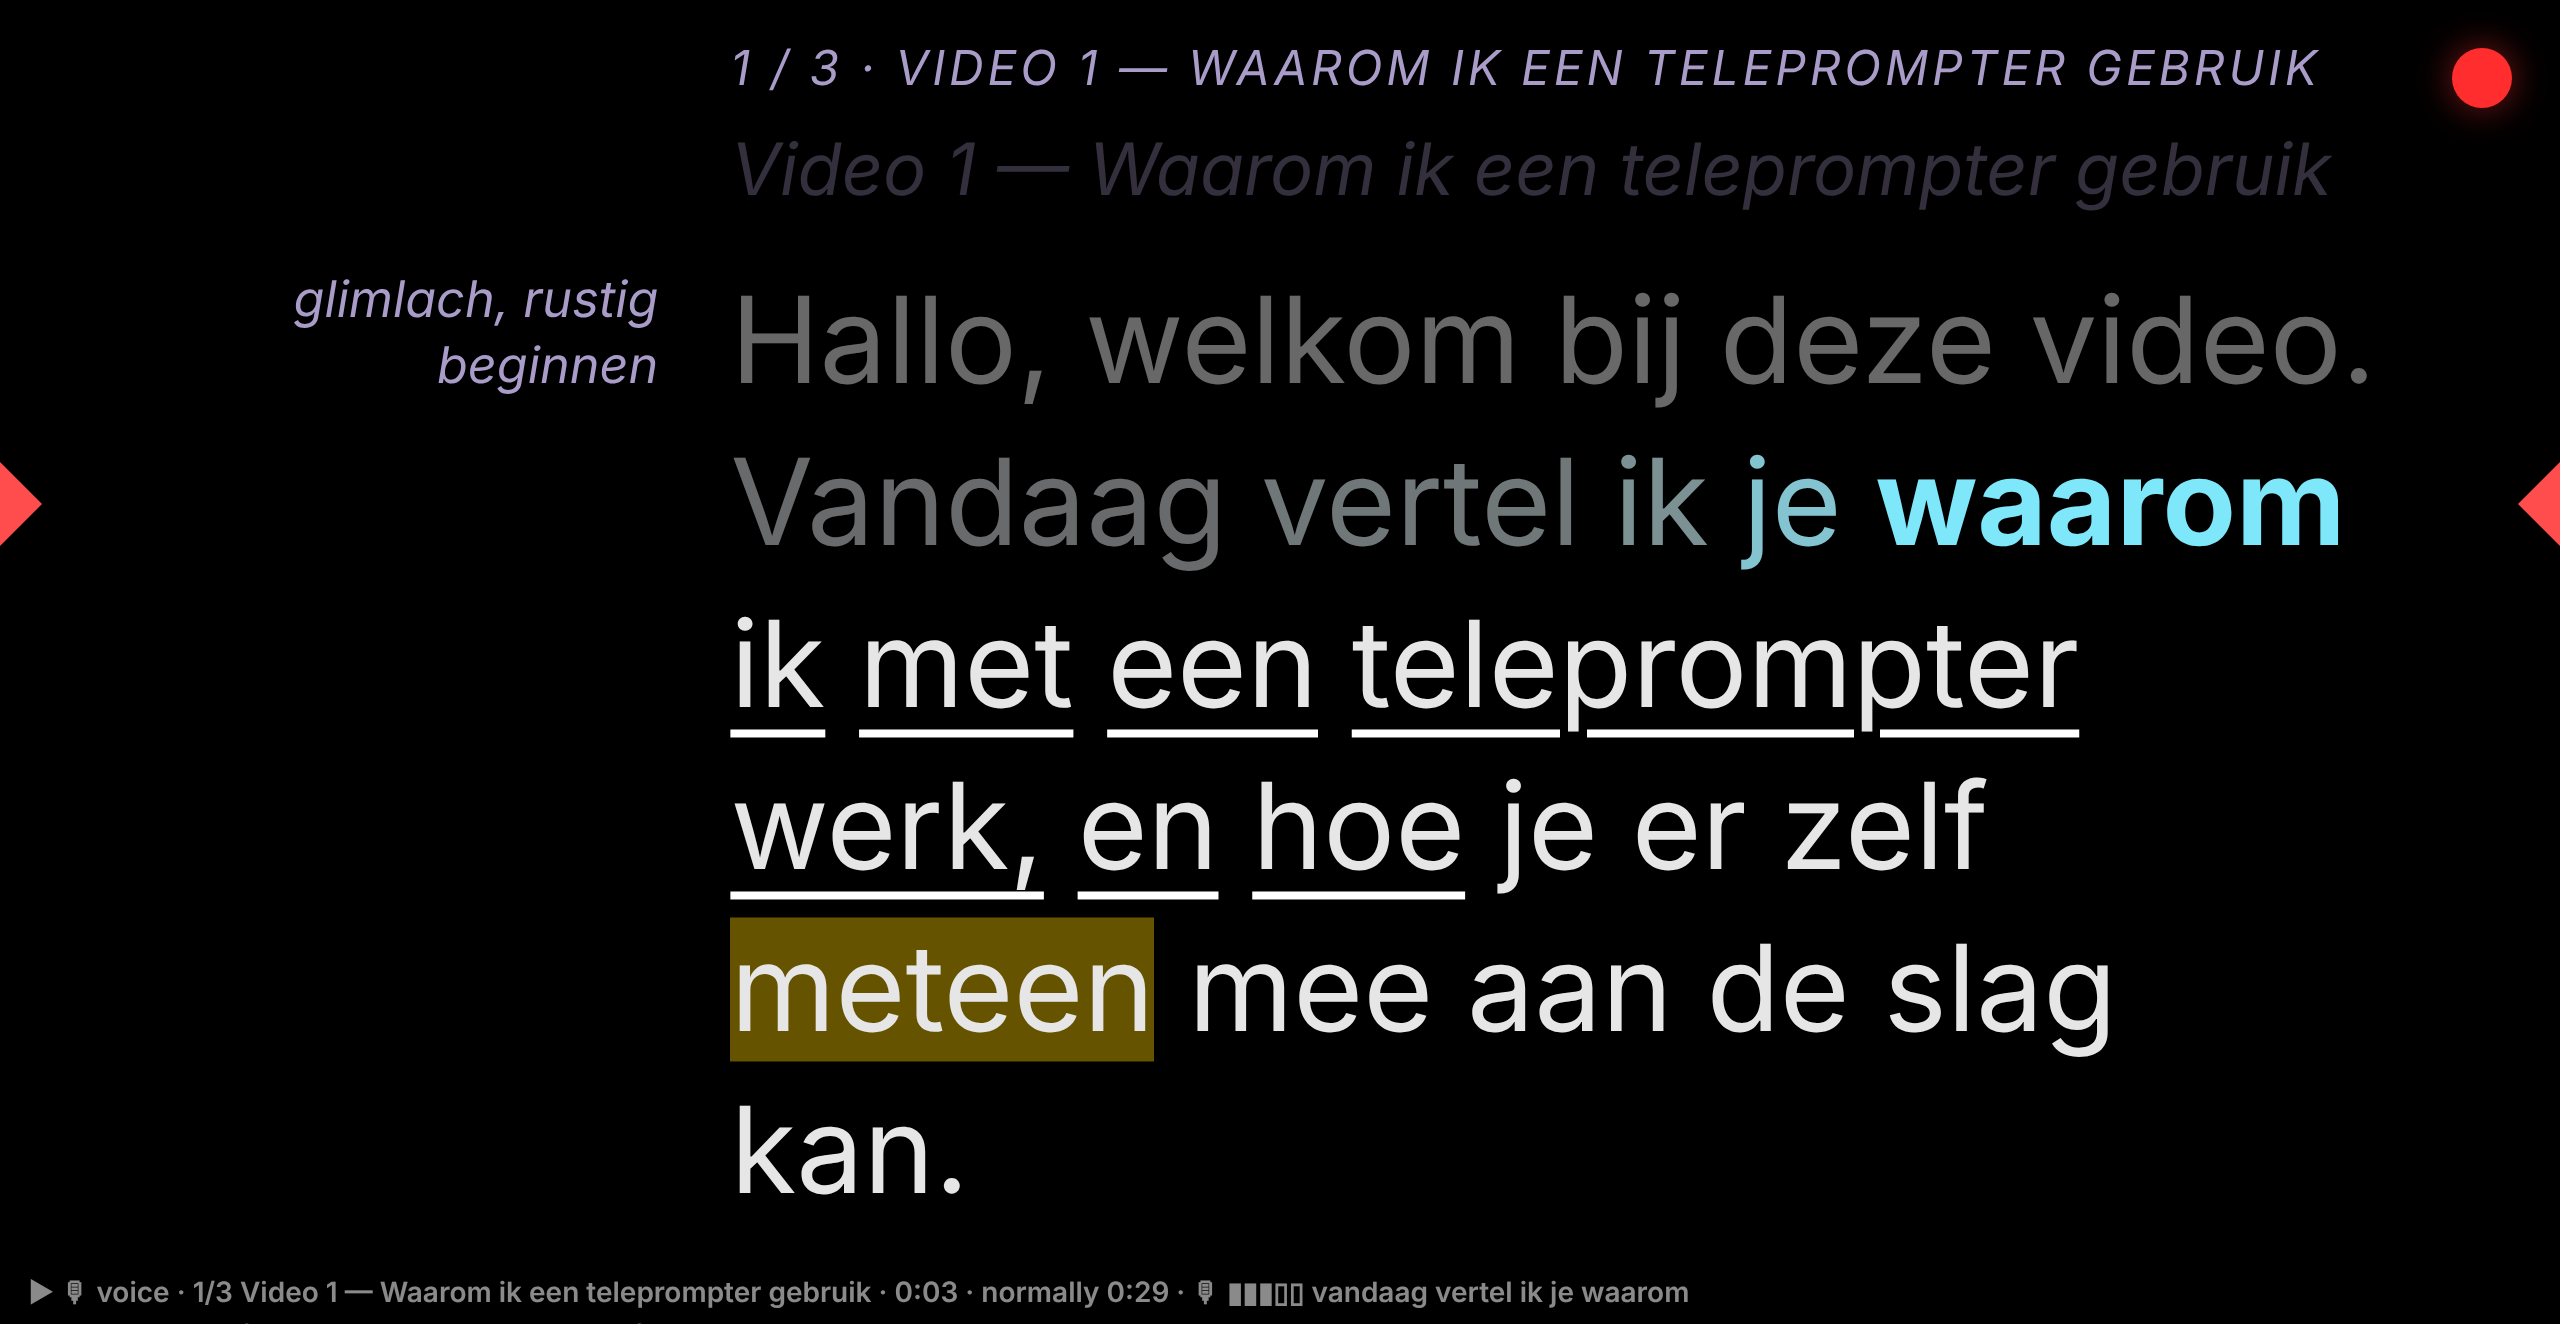 1 / 3 · VIDEO 1 — WAAROM IK EEN TELEPROMPTER GEBRUIK
Video 1 — Waarom ik een teleprompter gebruik
glimlach, rustig
beginnen
Hallo, welkom bij deze video.
Vandaag vertel ik je waarom
ik met een teleprompter
werk, en hoe je er zelf
meteen mee aan de slag
kan.
▶ 🎙 voice · 1/3 Video 1 — Waarom ik een teleprompter gebruik · 0:03 · normally 0:29 · 🎙 ▮▮▮▯▯ vandaag vertel ik je waarom